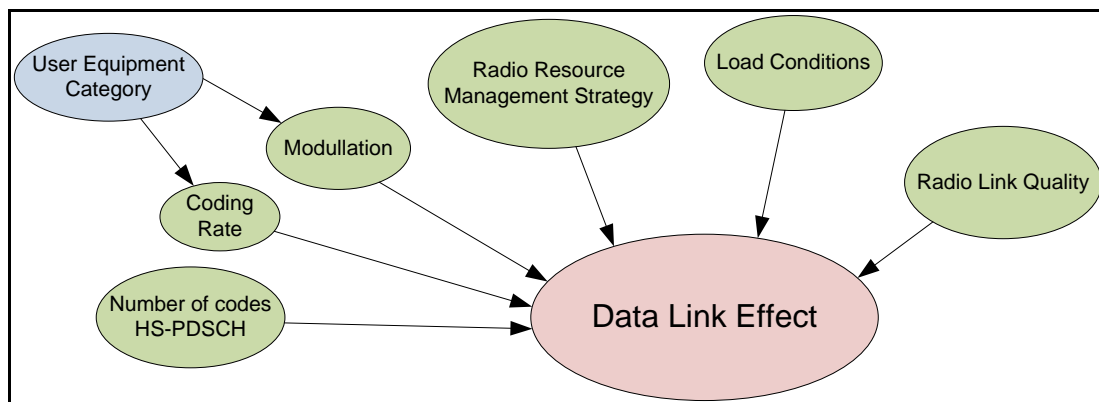 User Equipment
Category
Modullation
Coding
Rate
Number of codes
HS-PDSCH
Radio Resource
Management Strategy
Load Conditions
Radio Link Quality
Data Link Effect